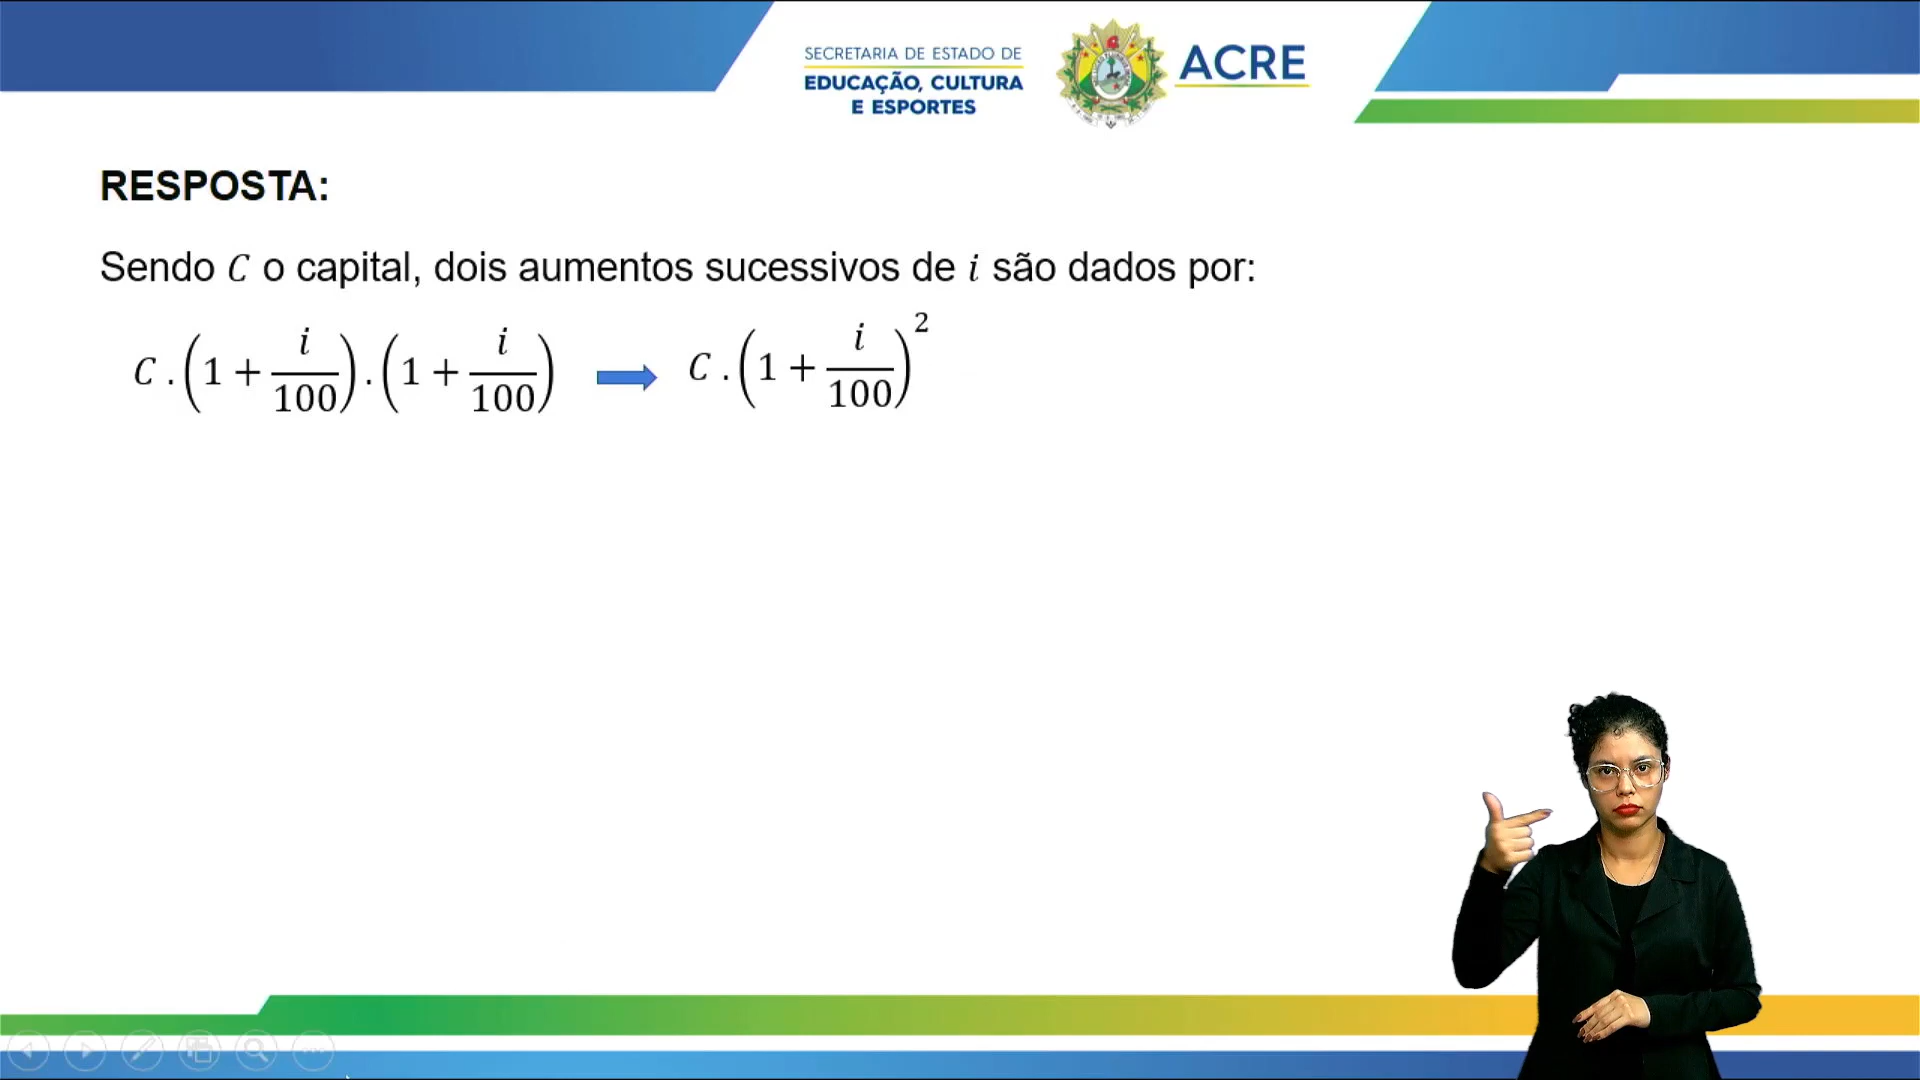 SECRETARIA DE ESTADO DE
EDUCAÇÃO, CULTURA
E ESPORTES
ACRE
RESPOSTA:
Sendo C o capital, dois aumentos sucessivos de i são dados por:
C . (1 + i/100) . (1 + i/100) ➡ C . (1 + i/100)²